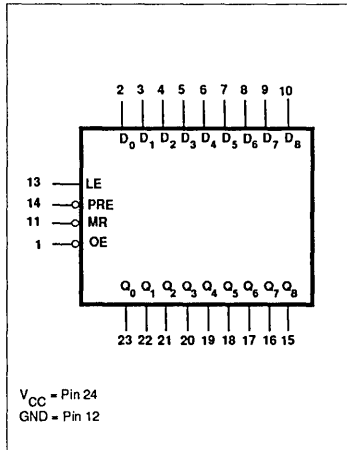 2 3 4 5 6 7 8 9 10
D0 D1 D2 D3 D4 D5 D6 D7 D8
13 LE
14 PRE
11 MR
1 OE
Q0 Q1 Q2 Q3 Q4 Q5 Q6 Q7 Q8
23 22 21 20 19 18 17 16 15
VCC = Pin 24
GND = Pin 12